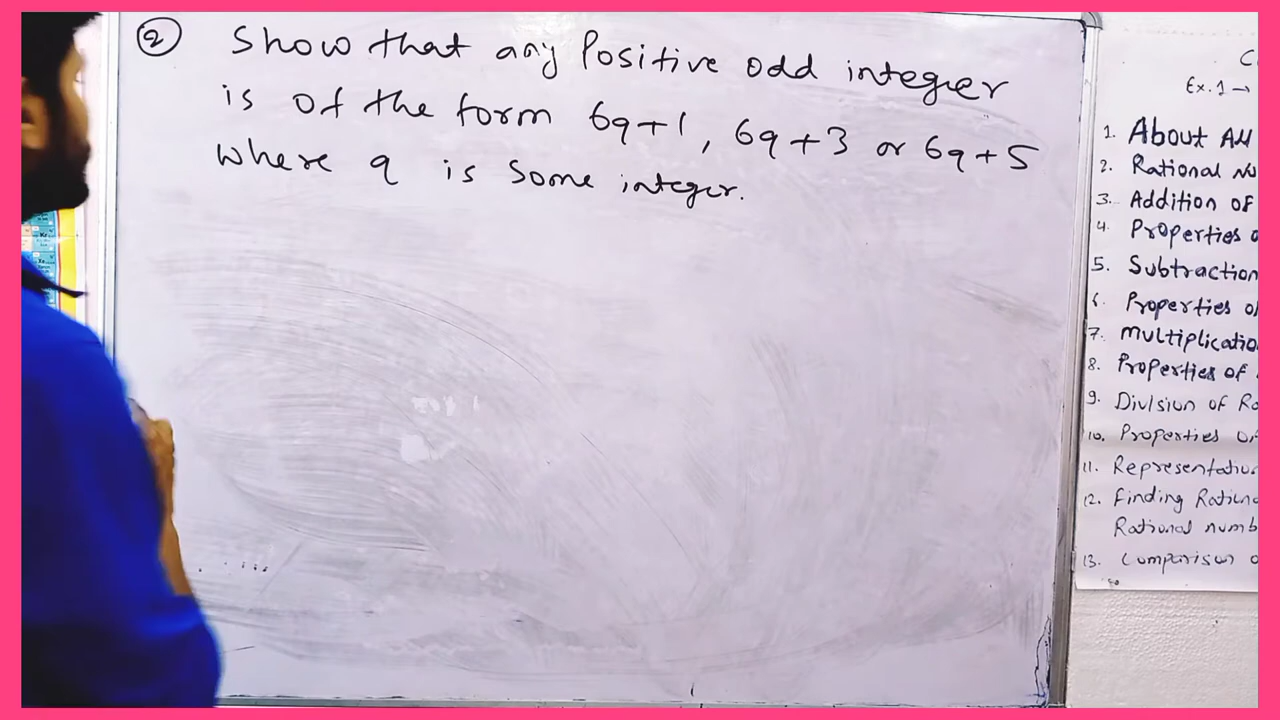 ② Show that any Positive odd integer
is of the form 6q+1, 6q+3 or 6q+5
where q is some integer.
Ex.1→
1. About All
2. Rational
3. Addition of
4. Properties
5. Subtraction
6. Properties
7. Multiplicatio
8. Properties of
9. Division of
10. Properties
11. Representation
12. Finding
Rational numb
13. Comparison